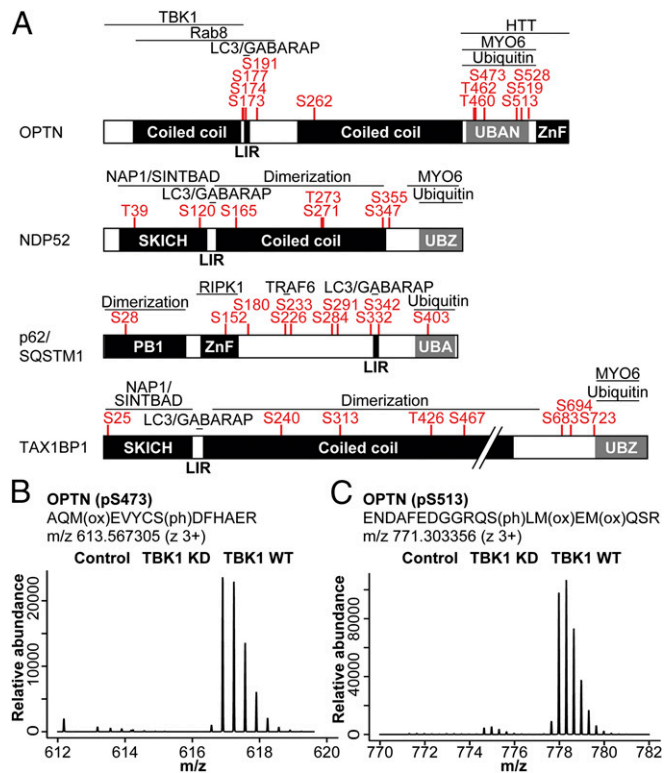 A
TBK1
HTT
Rab8
MYO6
LC3/GABARAP
Ubiquitin
S191
S177
S473 S528
S174
T462 S519
S173
S262
T460 S513
OPTN
Coiled coil
Coiled coil
UBAN
ZnF
LIR
NAP1/SINTBAD
Dimerization
MYO6
LC3/GABARAP
T273
S355
Ubiquitin
T39
S120
S165
S271
S347
NDP52
SKICH
Coiled coil
UBZ
LIR
RIPK1
TRAF6
LC3/GABARAP
Dimerization
S180
S233
S291
S342
Ubiquitin
S28
S152
S226
S284
S332
S403
p62/
SQSTM1
PB1
ZnF
UBA
LIR
NAP1/
SINTBAD
Dimerization
MYO6
Ubiquitin
S694
S25
LC3/GABARAP
S240
S313
T426
S467
S683
S723
TAX1BP1
SKICH
Coiled coil
UBZ
LIR
B
OPTN (pS473)
AQM(ox)EVYCS(ph)DFHAER
m/z 613.567305 (z 3+)
Control TBK1 KD TBK1 WT
Relative abundance
20000
10000
0
612 614 616 618 620
m/z
C
OPTN (pS513)
ENDAFEDGGRQS(ph)LM(ox)EM(ox)QSR
m/z 771.303356 (z 3+)
Control TBK1 KD TBK1 WT
Relative abundance
80000
40000
0
770 772 774 776 778 780 782
m/z